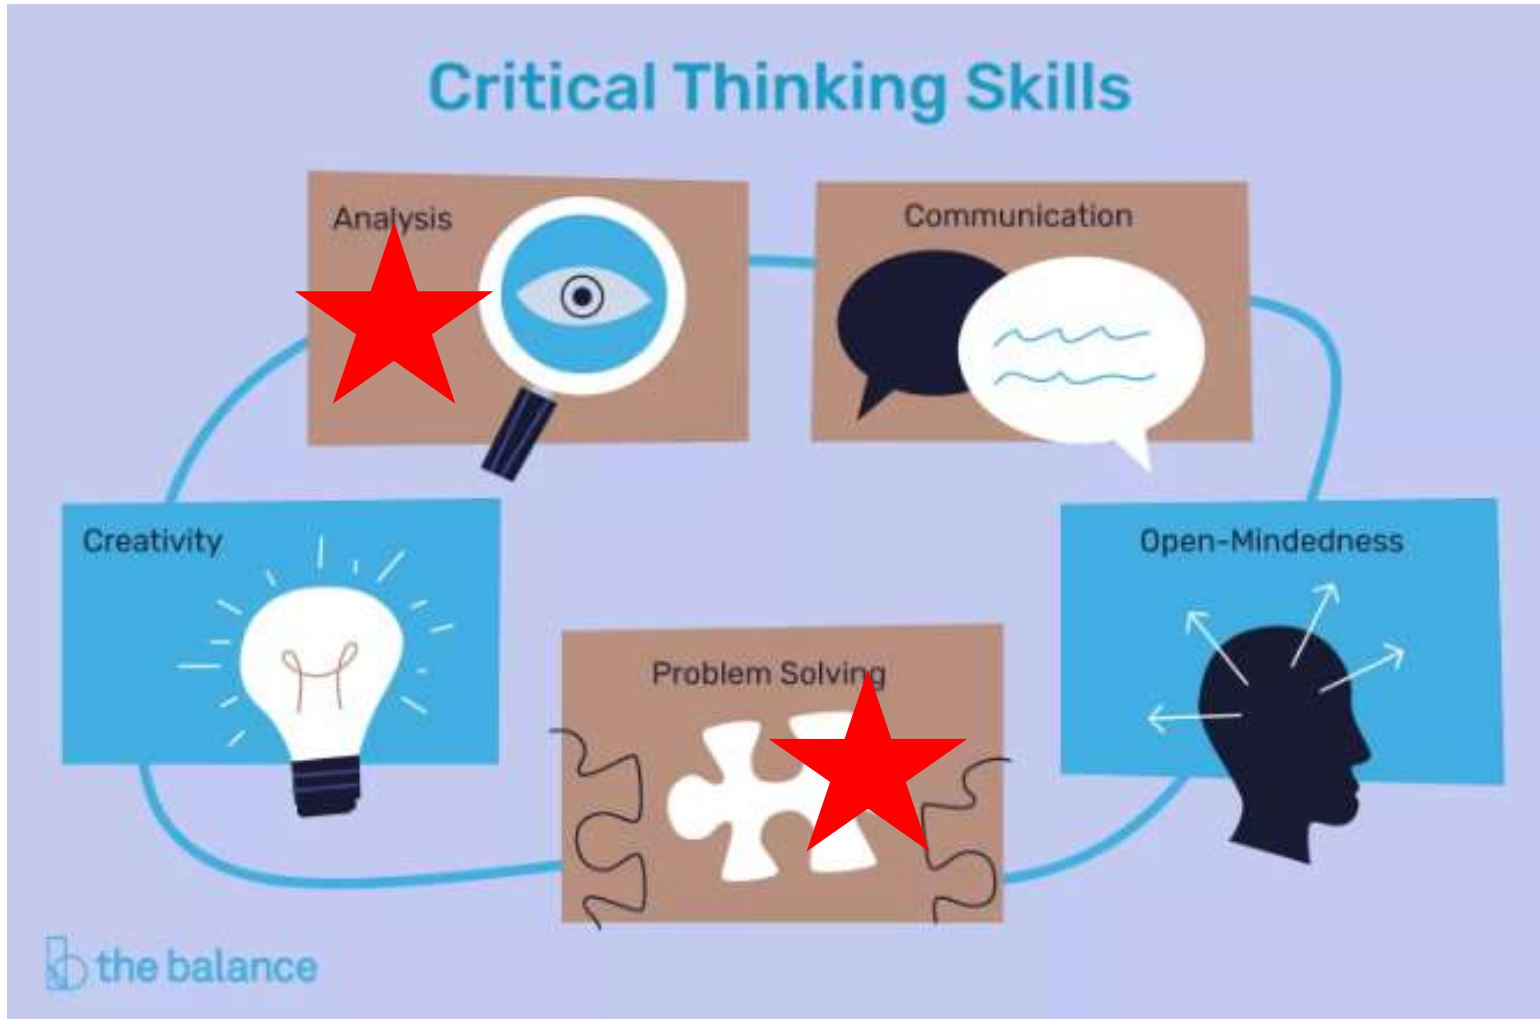 Critical Thinking Skills
Analysis
Communication
Creativity
Open-Mindedness
Problem Solving
the balance